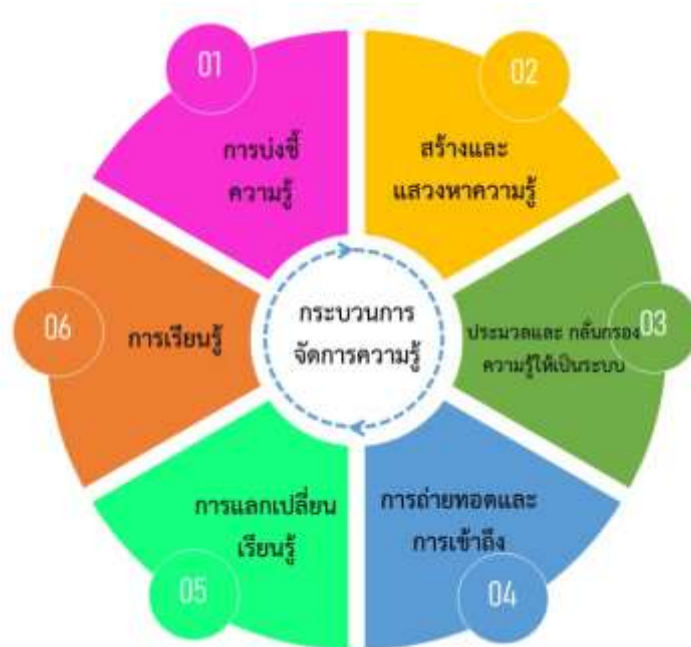 01
การบ่งชี้
ความรู้
02
สร้างและ
แสวงหาความรู้
03
ประมวลและ กลั่นกรอง
ความรู้ให้เป็นระบบ
04
การถ่ายทอดและ
การเข้าถึง
05
การแลกเปลี่ยน
เรียนรู้
06
การเรียนรู้
กระบวนการ
จัดการความรู้